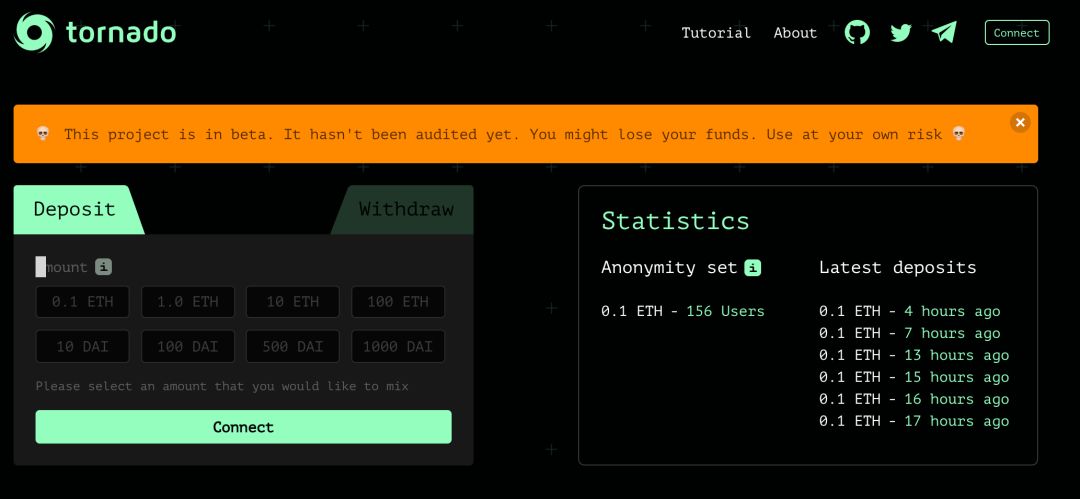 tornado
Tutorial About Connect
💀 This project is in beta. It hasn't been audited yet. You might lose your funds. Use at your own risk 💀
Deposit Withdraw
mount i
0.1 ETH 1.0 ETH 10 ETH 100 ETH
10 DAI 100 DAI 500 DAI 1000 DAI
Please select an amount that you would like to mix
Connect
Statistics
Anonymity set i
0.1 ETH - 156 Users
Latest deposits
0.1 ETH - 4 hours ago
0.1 ETH - 7 hours ago
0.1 ETH - 13 hours ago
0.1 ETH - 15 hours ago
0.1 ETH - 16 hours ago
0.1 ETH - 17 hours ago